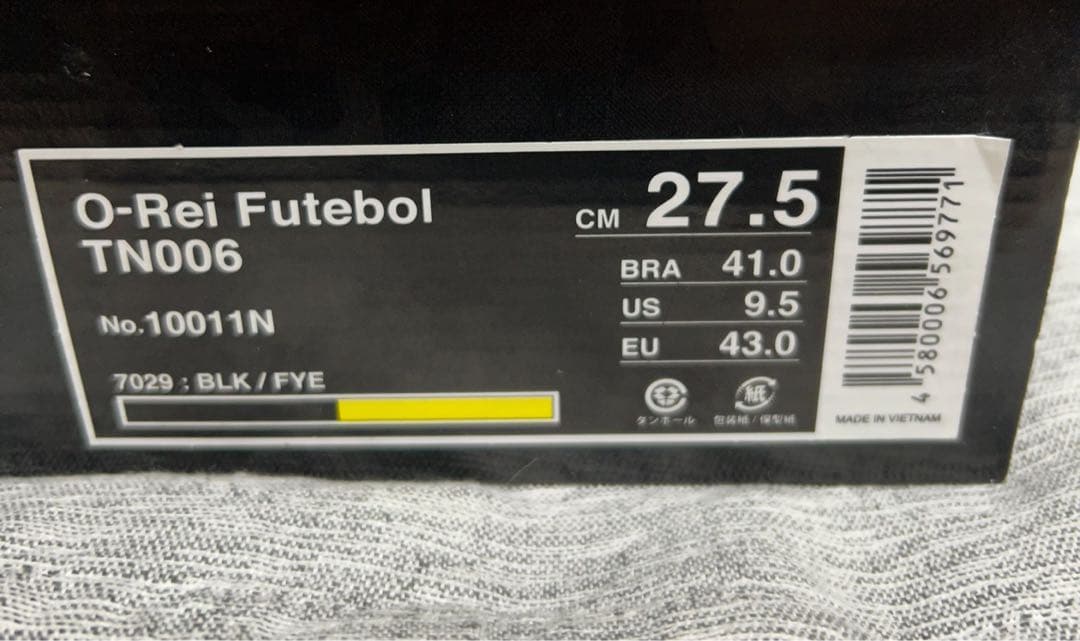 O-Rei Futebol
TN006
No.10011N
7029 : BLK / FYE
CM 27.5
BRA 41.0
US 9.5
EU 43.0
紙
ダンボール 包装紙 / 保型紙
4 580006 569771
MADE IN VIETNAM